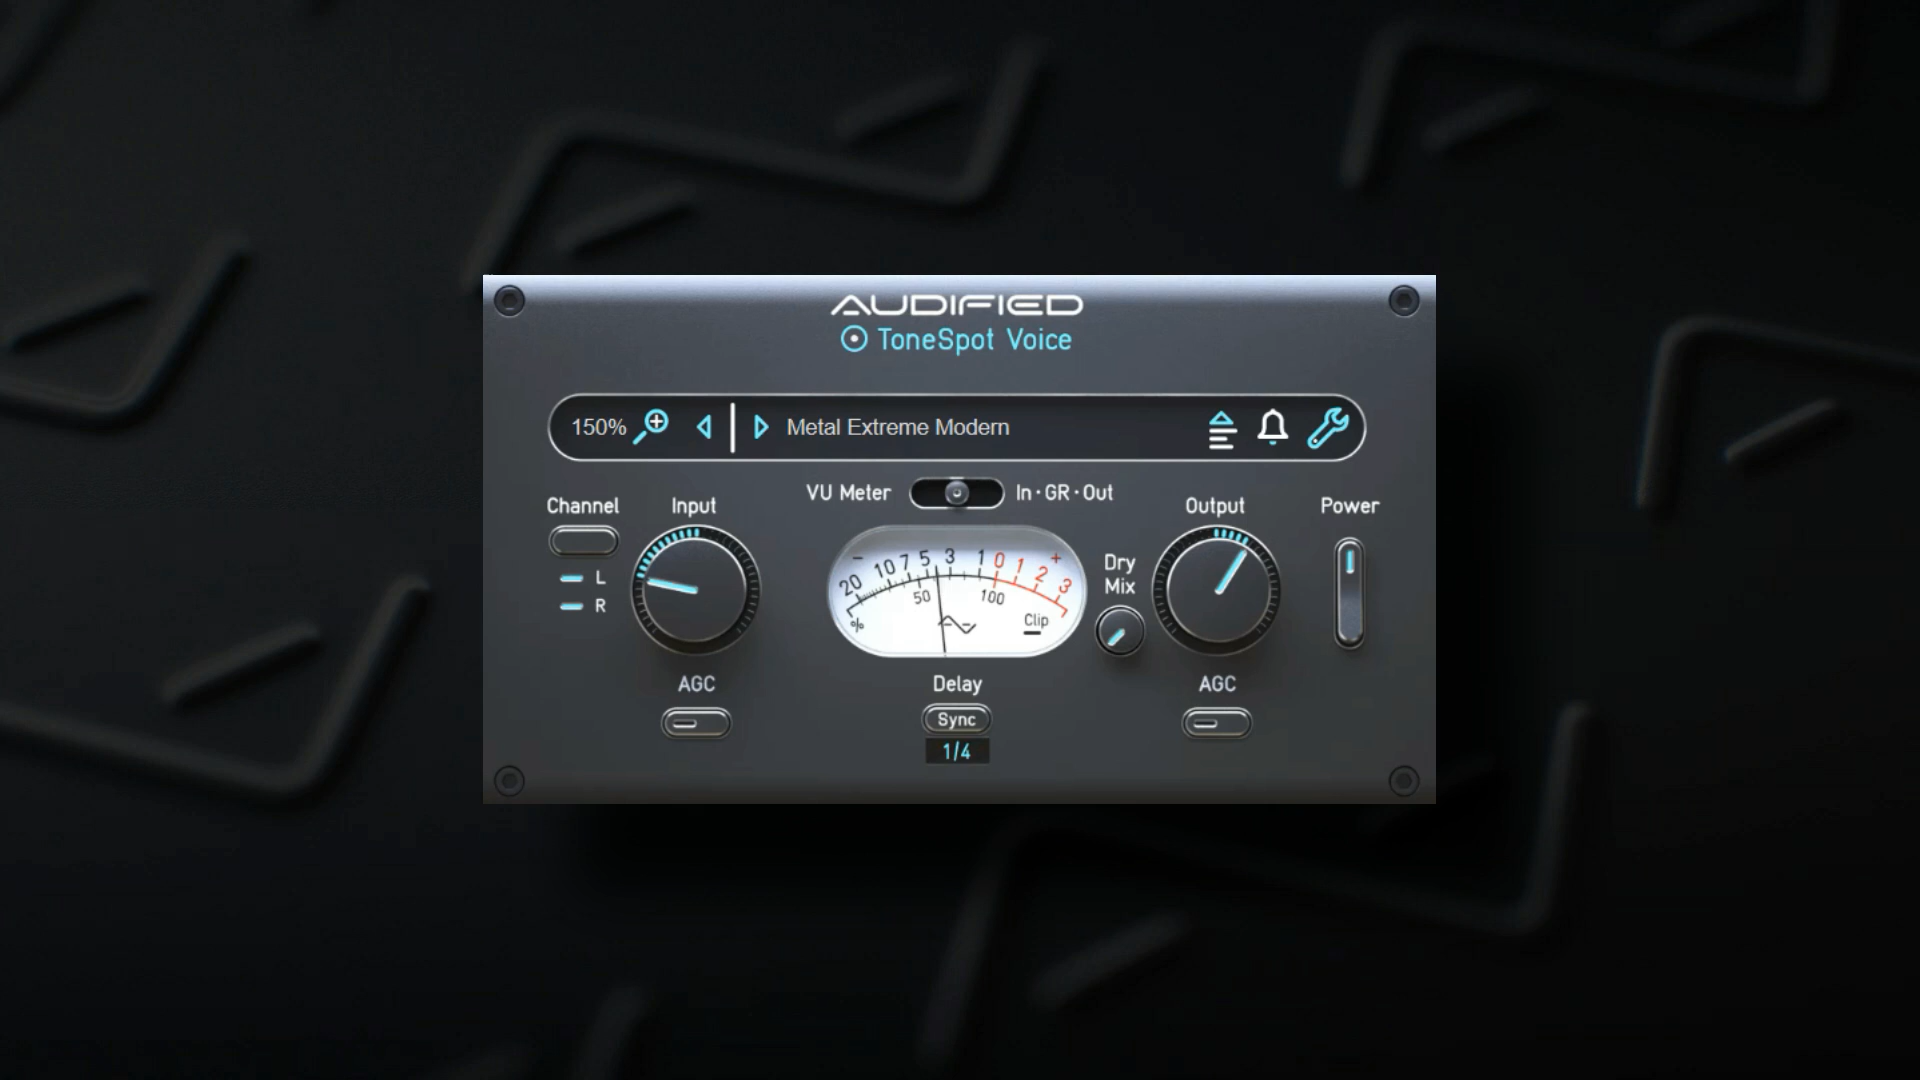 AUDIFIED
ToneSpot Voice
150%
Metal Extreme Modern
VU Meter
In · GR · Out
Channel
Input
Output
Power
L
R
− 20 10 7 5 3 1 0 1 2 3 +
50 100
%
Clip
Dry
Mix
AGC
Delay
AGC
Sync
1/4